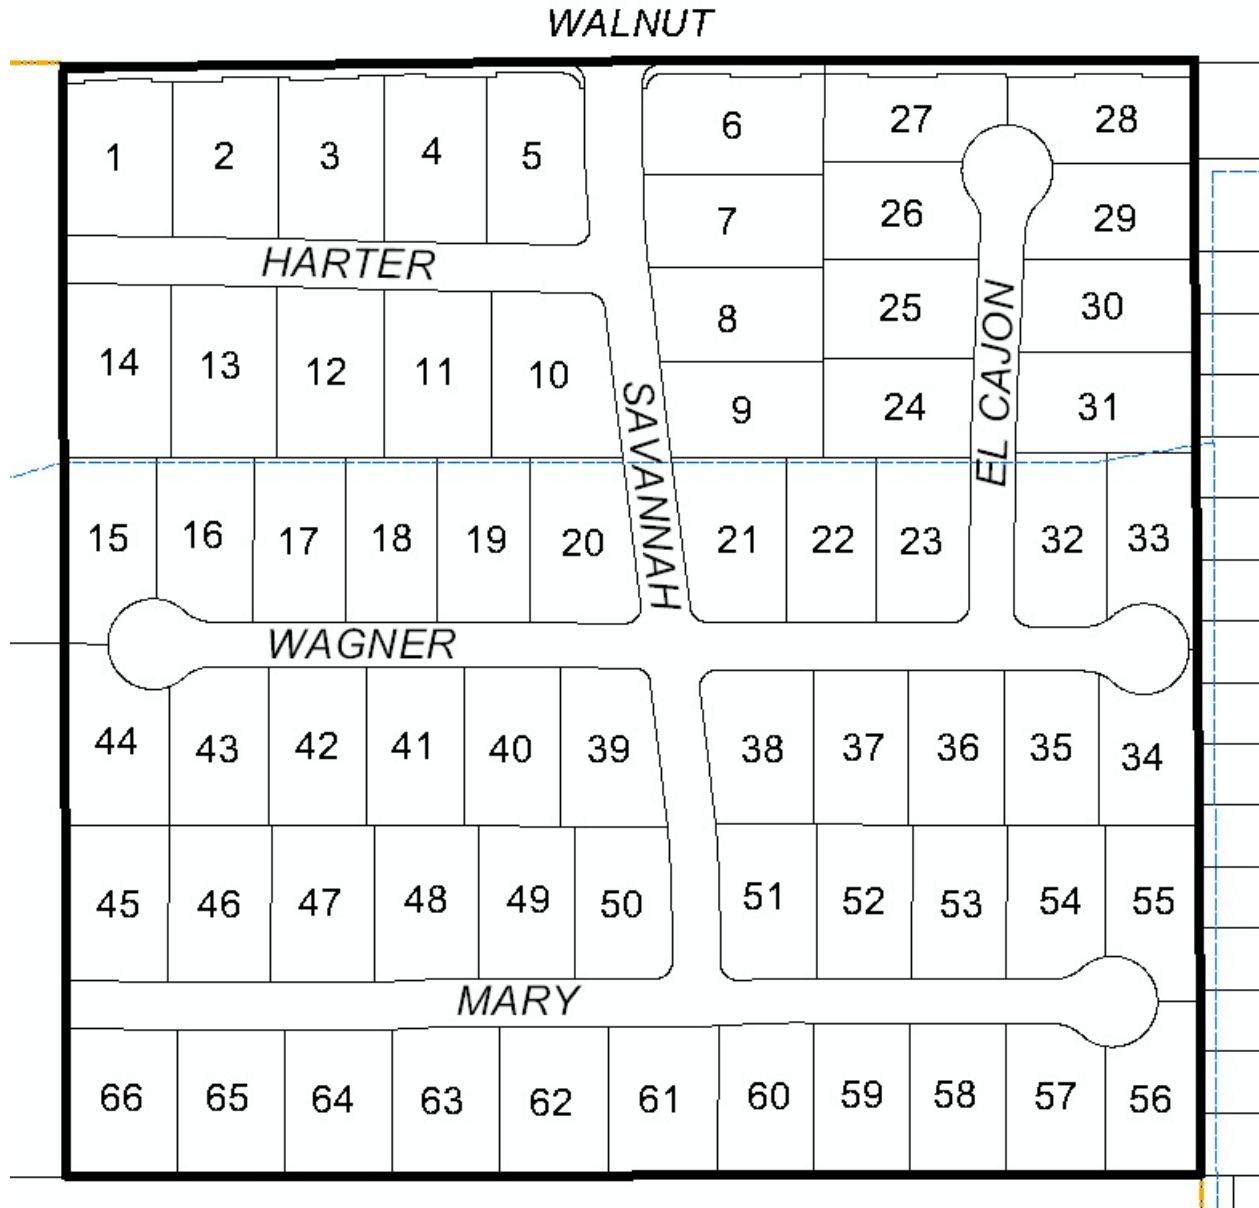 WALNUT
1 2 3 4 5 6 27 28
7 26 29
HARTER
8 25 30
14 13 12 11 10 9 24 31
SAVANNAH
EL CAJON
15 16 17 18 19 20 21 22 23 32 33
WAGNER
44 43 42 41 40 39 38 37 36 35 34
45 46 47 48 49 50 51 52 53 54 55
MARY
66 65 64 63 62 61 60 59 58 57 56